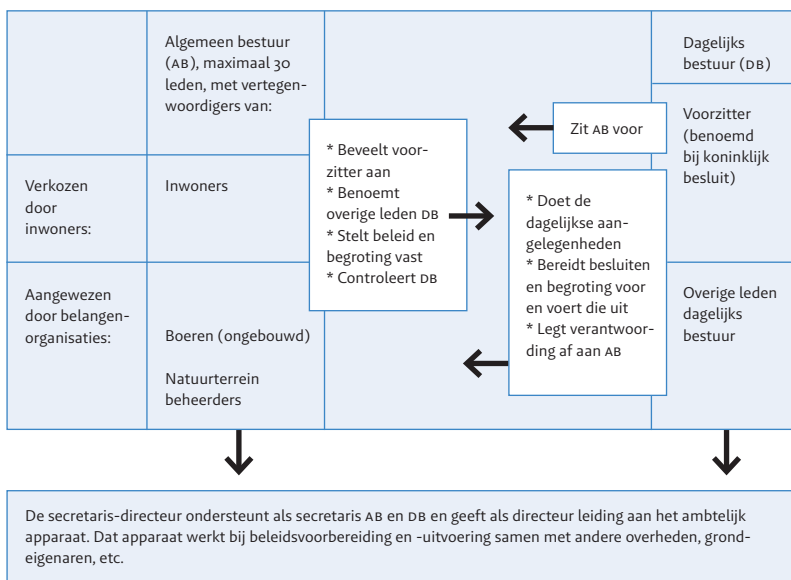 Algemeen bestuur
(AB), maximaal 30
leden, met vertegen-
woordigers van:
Dagelijks
bestuur (DB)
Zit AB voor
Voorzitter
(benoemd
bij koninklijk
besluit)
* Beveelt voor-
zitter aan
* Benoemt
overige leden DB
* Stelt beleid en
begroting vast
* Controleert DB
Verkozen
door
inwoners:
Inwoners
* Doet de
dagelijkse aan-
gelegenheden
* Bereidt besluiten
en begroting voor
en voert die uit
* Legt verantwoor-
ding af aan AB
Aangewezen
door belangen-
organisaties:
Boeren (ongebouwd)
Natuurterrein
beheerders
Overige leden
dagelijks
bestuur
De secretaris-directeur ondersteunt als secretaris AB en DB en geeft als directeur leiding aan het ambtelijk
apparaat. Dat apparaat werkt bij beleidsvoorbereiding en -uitvoering samen met andere overheden, grond-
eigenaren, etc.